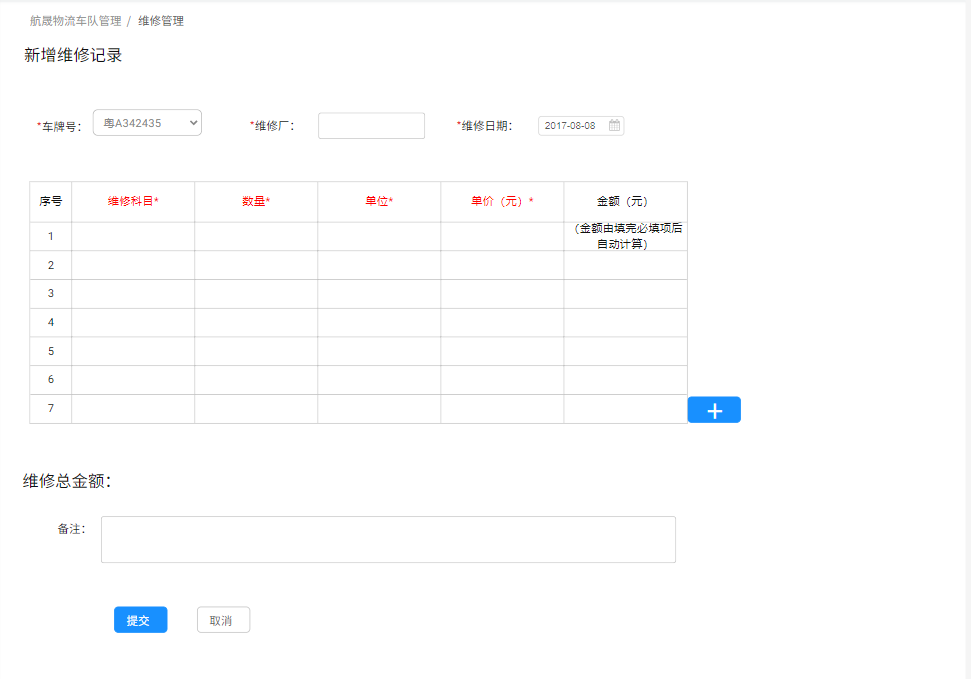 航晟物流车队管理 / 维修管理
新增维修记录
*车牌号： 粤A342435 *维修厂： *维修日期： 2017-08-08
序号 维修科目* 数量* 单位* 单价（元）* 金额（元）
1 （金额由填完必填项后
自动计算）
2
3
4
5
6
7
+
维修总金额：
备注：
提交 取消